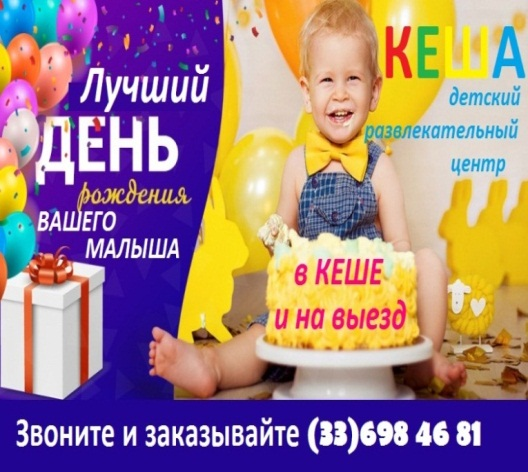 Лучший
ДЕНЬ
рождения
ВАШЕГО
МАЛЫША
КЕША
детский
развлекательный
центр
в КЕШЕ
и на выезд
Звоните и заказывайте (33)698 46 81